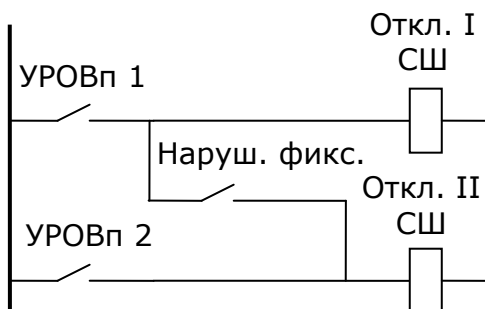 Откл. I
СШ
УРОВп 1
Наруш. фикс.
Откл. II
СШ
УРОВп 2